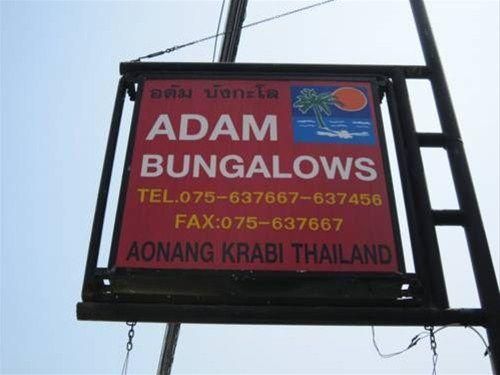 อดัม บังกะโล
ADAM
BUNGALOWS
TEL.075-637667-637456
FAX:075-637667
AONANG KRABI THAILAND